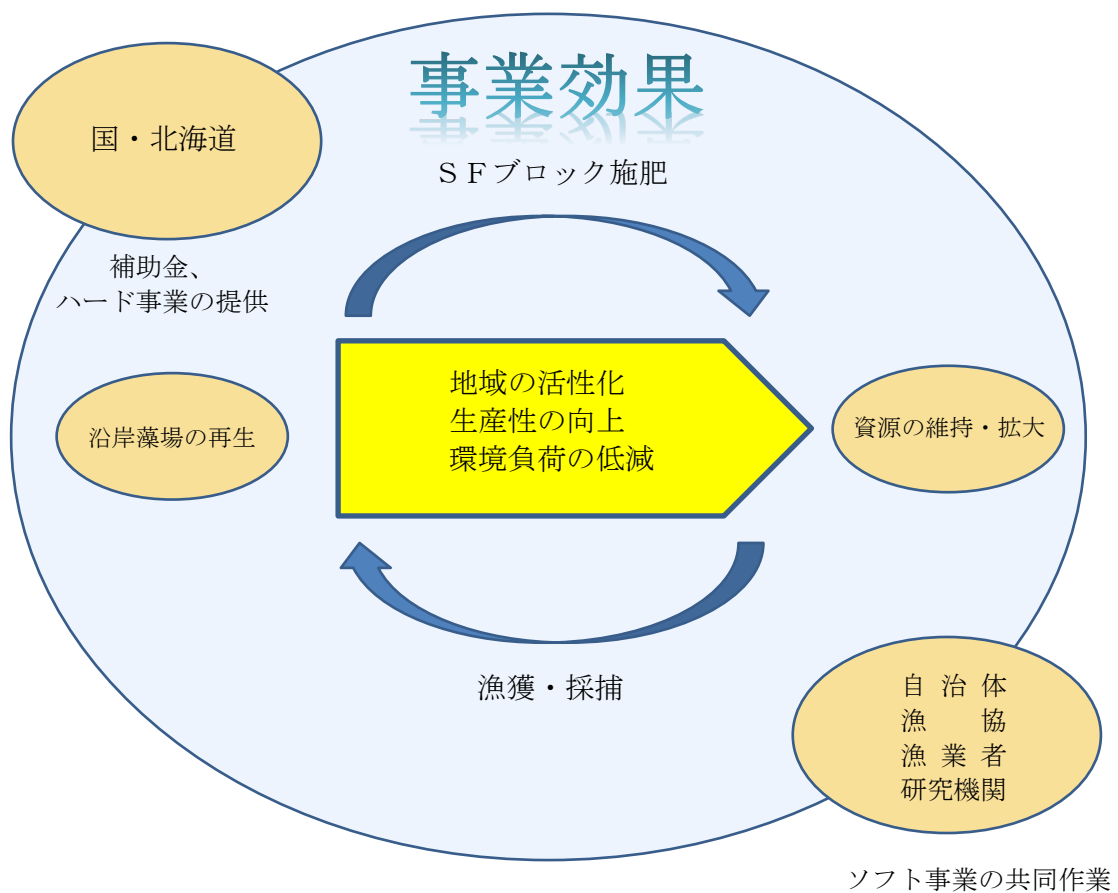 事業効果
国・北海道
ＳＦブロック施肥
補助金、
ハード事業の提供
地域の活性化
生産性の向上
環境負荷の低減
沿岸藻場の再生
資源の維持・拡大
漁獲・採捕
自 治 体
漁　　協
漁 業 者
研究機関
ソフト事業の共同作業